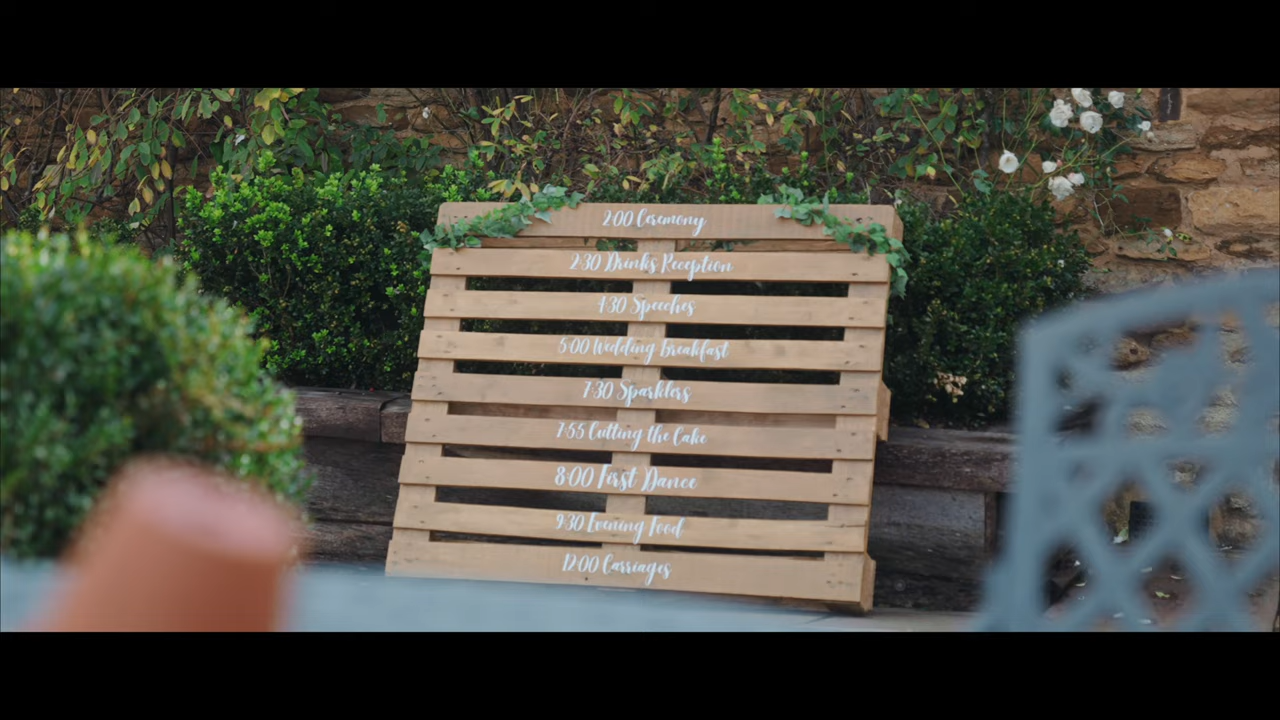 2:00 Ceremony
2:30 Drinks Reception
4:30 Speeches
5:00 Wedding breakfast
7:30 Sparklers
7:55 Cutting the Cake
8:00 First Dance
9:30 Evening Food
12:00 Carriages